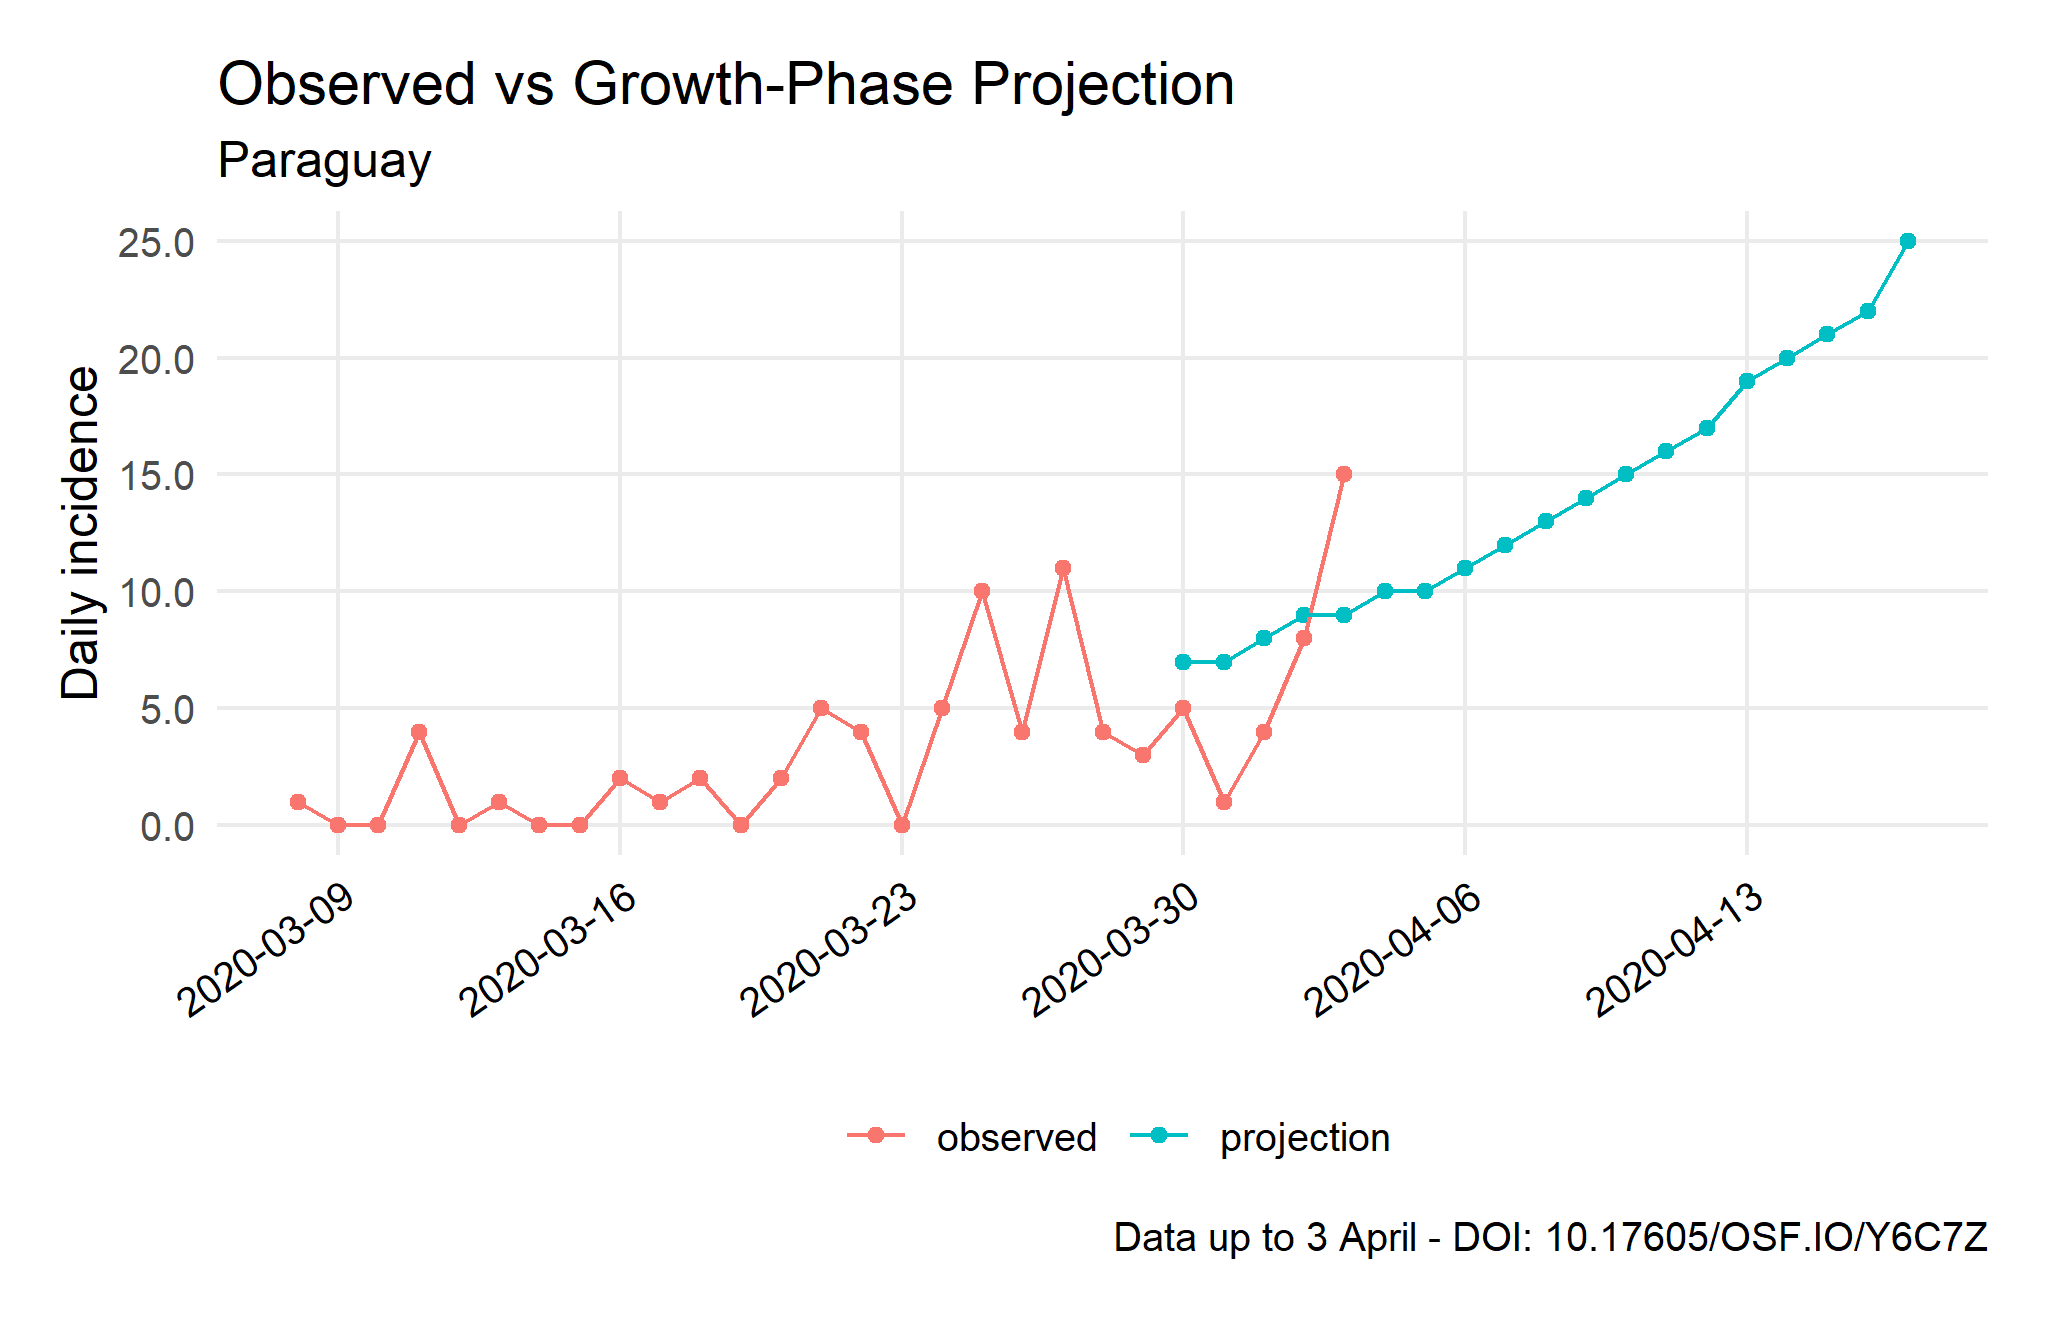 Observed vs Growth-Phase Projection
Paraguay
Daily incidence
25.0
20.0
15.0
10.0
5.0
0.0
2020-03-09
2020-03-16
2020-03-23
2020-03-30
2020-04-06
2020-04-13
observed
projection
Data up to 3 April - DOI: 10.17605/OSF.IO/Y6C7Z